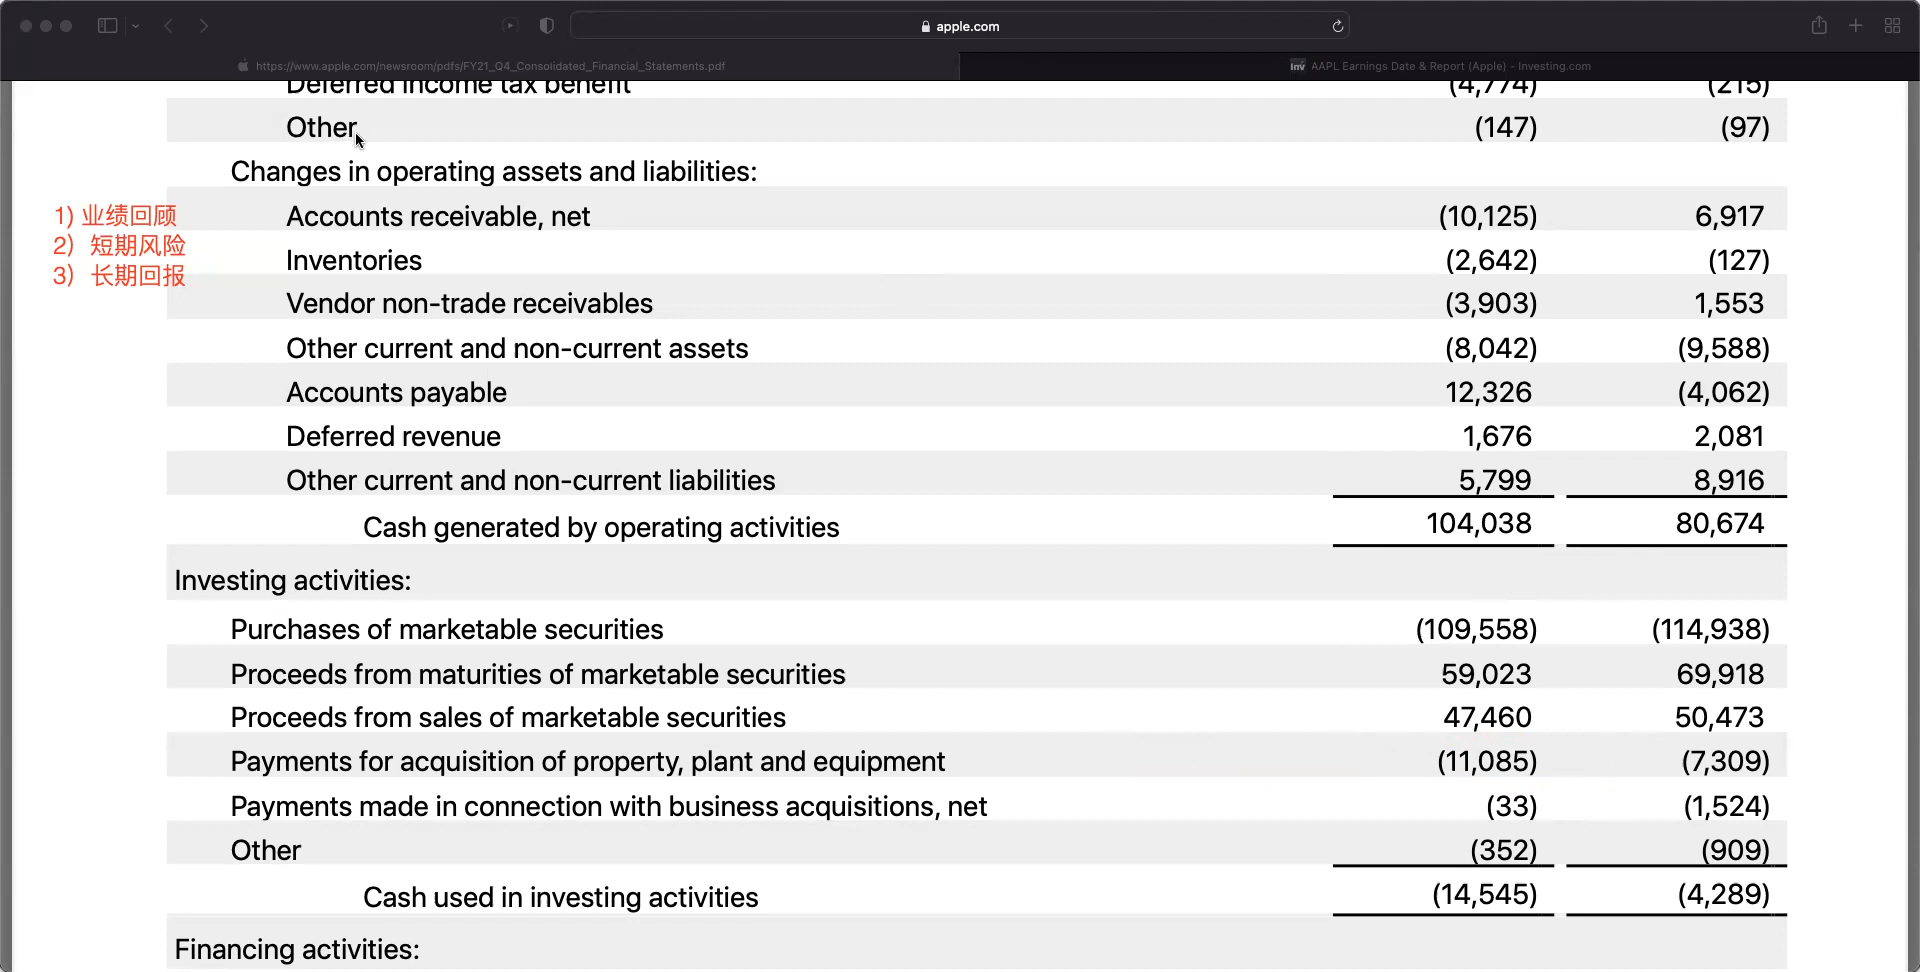 apple.com
https://www.apple.com/newsroom/pdfs/FY21_Q4_Consolidated_Financial_Statements.pdf
Inv AAPL Earnings Date & Report (Apple) - Investing.com
Deferred income tax benefit (4,774) (215)
Other (147) (97)
Changes in operating assets and liabilities:
1) 业绩回顾
2) 短期风险
3) 长期回报
Accounts receivable, net (10,125) 6,917
Inventories (2,642) (127)
Vendor non-trade receivables (3,903) 1,553
Other current and non-current assets (8,042) (9,588)
Accounts payable 12,326 (4,062)
Deferred revenue 1,676 2,081
Other current and non-current liabilities 5,799 8,916
Cash generated by operating activities 104,038 80,674
Investing activities:
Purchases of marketable securities (109,558) (114,938)
Proceeds from maturities of marketable securities 59,023 69,918
Proceeds from sales of marketable securities 47,460 50,473
Payments for acquisition of property, plant and equipment (11,085) (7,309)
Payments made in connection with business acquisitions, net (33) (1,524)
Other (352) (909)
Cash used in investing activities (14,545) (4,289)
Financing activities: